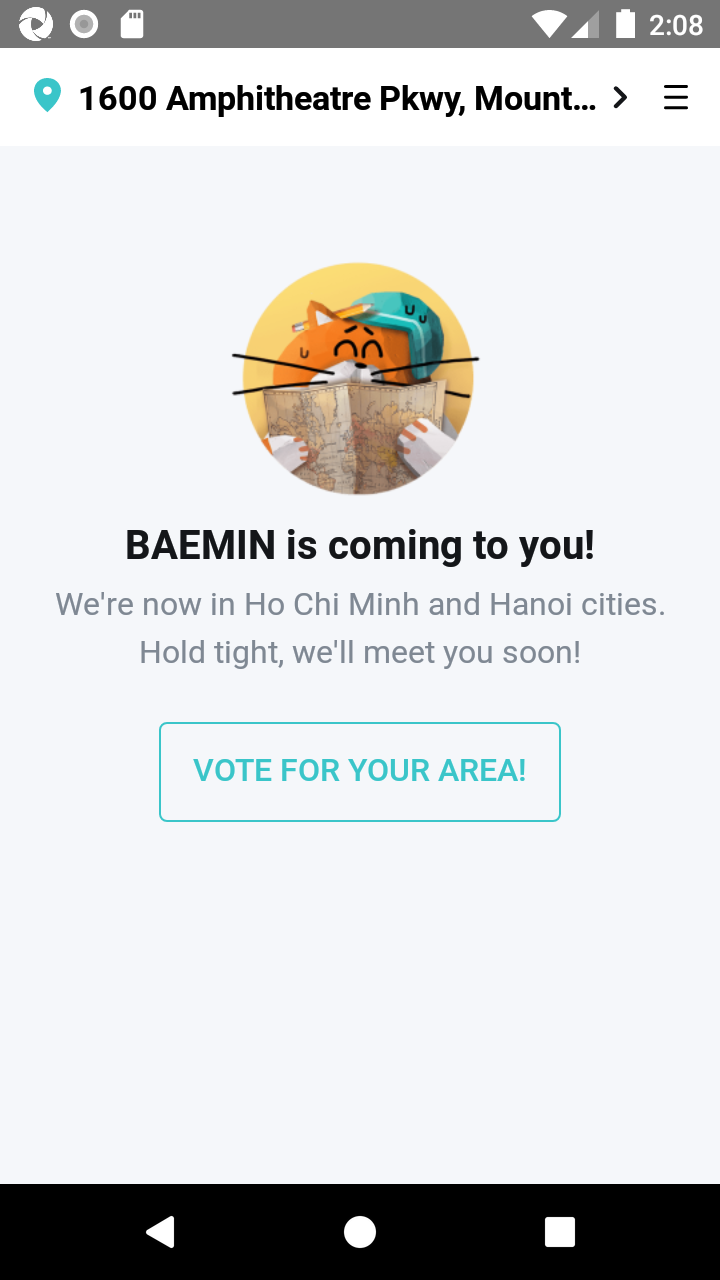 2:08
1600 Amphitheatre Pkwy, Mount...
BAEMIN is coming to you!
We're now in Ho Chi Minh and Hanoi cities.
Hold tight, we'll meet you soon!
VOTE FOR YOUR AREA!